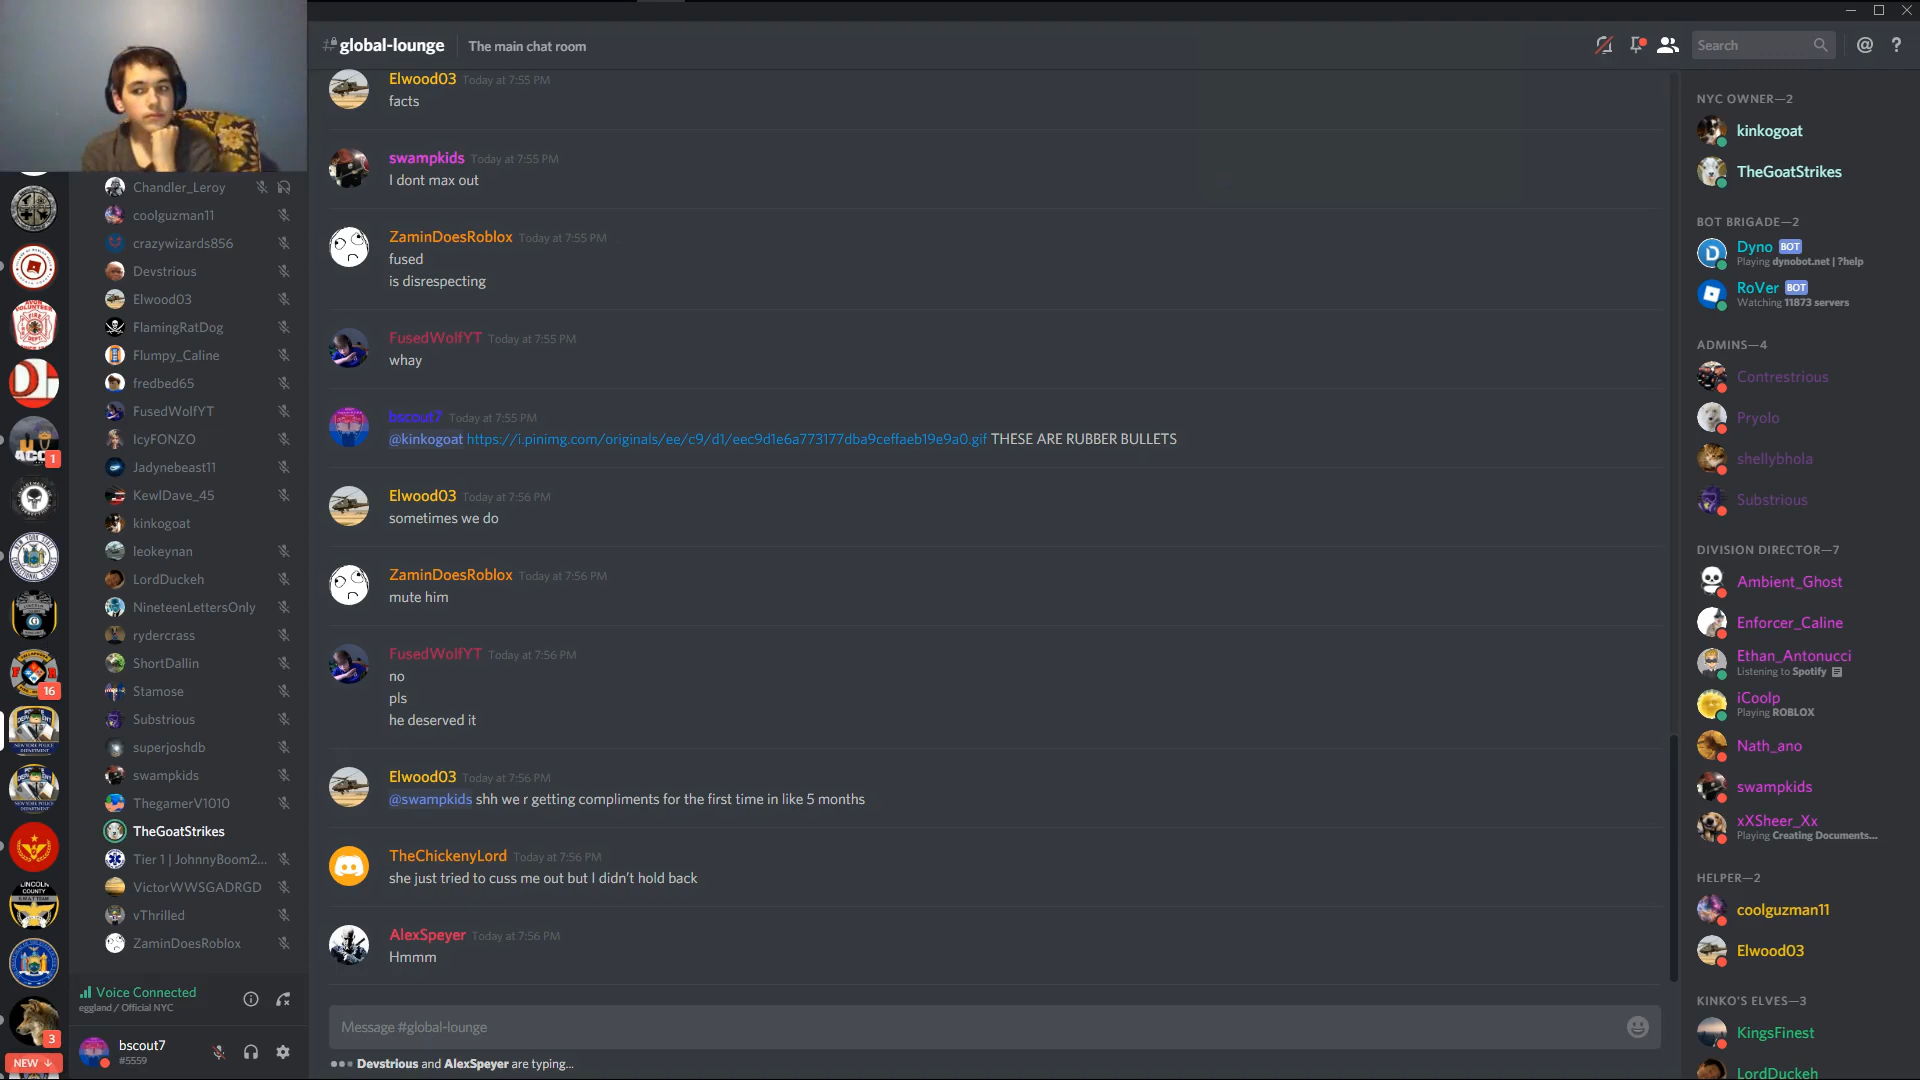 global-lounge
The main chat room
Search
Elwood03 Today at 7:55 PM
facts
swampkids Today at 7:55 PM
I dont max out
ZaminDoesRoblox Today at 7:55 PM
fused
is disrespecting
FusedWolfYT Today at 7:55 PM
whay
bscout7 Today at 7:55 PM
@kinkogoat https://i.pinimg.com/originals/ee/c9/d1/eec9d1e6a773177dba9ceffaeb19e9a0.gif THESE ARE RUBBER BULLETS
Elwood03 Today at 7:56 PM
sometimes we do
ZaminDoesRoblox Today at 7:56 PM
mute him
FusedWolfYT Today at 7:56 PM
no
pls
he deserved it
Elwood03 Today at 7:56 PM
@swampkids shh we r getting compliments for the first time in like 5 months
TheChickenyLord Today at 7:56 PM
she just tried to cuss me out but I didn't hold back
AlexSpeyer Today at 7:56 PM
Hmmm
Message #global-lounge
Devstrious and AlexSpeyer are typing...
Chandler_Leroy
coolguzman11
crazywizards856
Devstrious
Elwood03
FlamingRatDog
Flumpy_Caline
fredbed65
FusedWolfYT
IcyFONZO
Jadynebeast11
KewlDave_45
kinkogoat
leokeynan
LordDuckeh
NineteenLettersOnly
rydercrass
ShortDallin
Stamose
Substrious
superjoshdb
swampkids
ThegamerV1010
TheGoatStrikes
Tier 1 | JohnnyBoom2...
VictorWWSGADRGD
vThrilled
ZaminDoesRoblox
Voice Connected
eggland / Official NYC
bscout7
#5559
1
16
3
NEW
LINCOLN
COUNTY
NYC OWNER—2
kinkogoat
TheGoatStrikes
BOT BRIGADE—2
Dyno BOT
Playing dynobot.net | ?help
RoVer BOT
Watching 11873 servers
ADMINS—4
Contrestrious
Pryolo
shellybhola
Substrious
DIVISION DIRECTOR—7
Ambient_Ghost
Enforcer_Caline
Ethan_Antonucci
Listening to Spotify
iCoolp
Playing ROBLOX
Nath_ano
swampkids
xXSheer_Xx
Playing Creating Documents...
HELPER—2
coolguzman11
Elwood03
KINKO'S ELVES—3
KingsFinest
LordDuckeh